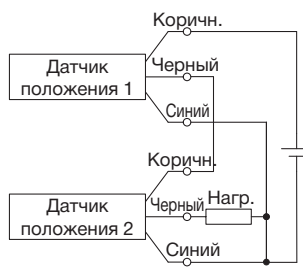 Коричн.
Датчик
положения 1
Черный
Синий
Коричн.
Датчик
положения 2
Черный
Нагр.
Синий